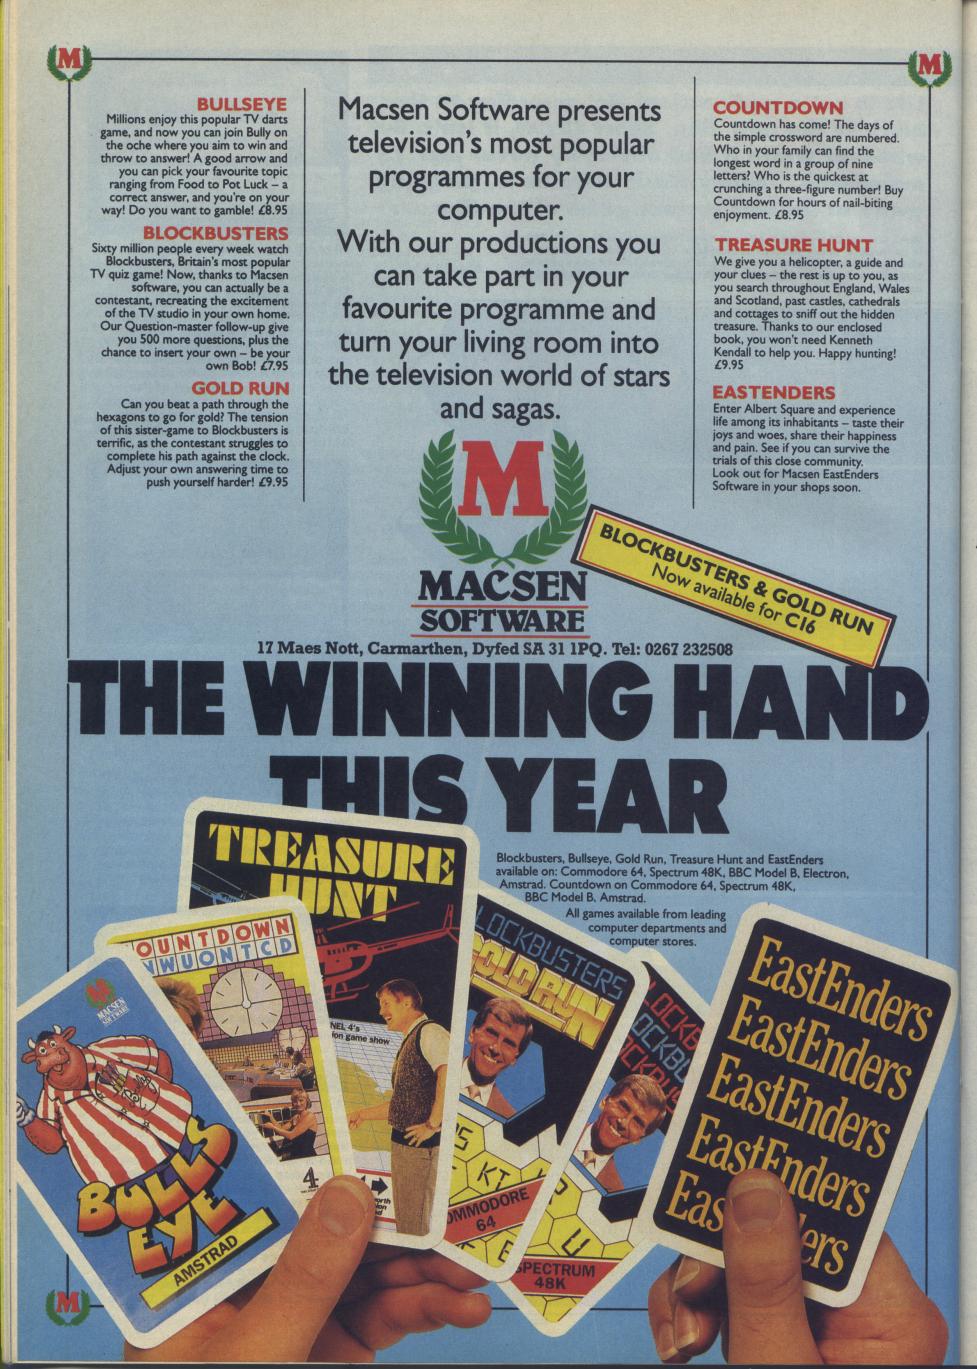 M
M
BULLSEYE
Millions enjoy this popular TV darts
game, and now you can join Bully on
the oche where you aim to win and
throw to answer! A good arrow and
you can pick your favourite topic
ranging from Food to Pot Luck – a
correct answer, and you're on your
way! Do you want to gamble! £8.95
BLOCKBUSTERS
Sixty million people every week watch
Blockbusters, Britain's most popular
TV quiz game! Now, thanks to Macsen
software, you can actually be a
contestant, recreating the excitement
of the TV studio in your own home.
Our Question-master follow-up give
you 500 more questions, plus the
chance to insert your own – be your
own Bob! £7.95
GOLD RUN
Can you beat a path through the
hexagons to go for gold? The tension
of this sister-game to Blockbusters is
terrific, as the contestant struggles to
complete his path against the clock.
Adjust your own answering time to
push yourself harder! £9.95
Macsen Software presents
television's most popular
programmes for your
computer.
With our productions you
can take part in your
favourite programme and
turn your living room into
the television world of stars
and sagas.
COUNTDOWN
Countdown has come! The days of
the simple crossword are numbered.
Who in your family can find the
longest word in a group of nine
letters? Who is the quickest at
crunching a three-figure number! Buy
Countdown for hours of nail-biting
enjoyment. £8.95
TREASURE HUNT
We give you a helicopter, a guide and
your clues – the rest is up to you, as
you search throughout England, Wales
and Scotland, past castles, cathedrals
and cottages to sniff out the hidden
treasure. Thanks to our enclosed
book, you won't need Kenneth
Kendall to help you. Happy hunting!
£9.95
EASTENDERS
Enter Albert Square and experience
life among its inhabitants – taste their
joys and woes, share their happiness
and pain. See if you can survive the
trials of this close community.
Look out for Macsen EastEnders
Software in your shops soon.
M
MACSEN
SOFTWARE
BLOCKBUSTERS & GOLD RUN
Now available for C16
17 Maes Nott, Carmarthen, Dyfed SA 31 1PQ. Tel: 0267 232508
THE WINNING HAND
THIS YEAR
Blockbusters, Bullseye, Gold Run, Treasure Hunt and EastEnders
available on: Commodore 64, Spectrum 48K, BBC Model B, Electron,
Amstrad. Countdown on Commodore 64, Spectrum 48K,
BBC Model B, Amstrad.
All games available from leading
computer departments and
computer stores.
MACSEN
SOFTWARE
BULLS
EYE
AMSTRAD
OUNTDOWN
NWUONTCD
4
TREASURE
HUNT
NEL 4's
ion game show
LOCKBUSTERS
GOLD RUN
OMMODORE
64
SPECTRUM
48K
EastEnders
EastEnders
EastEnders
EastEnders
Eas ders
ers
M